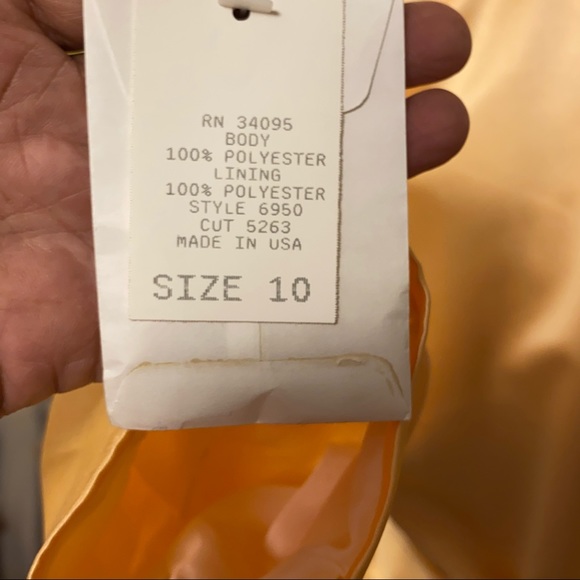 RN 34095
BODY
100% POLYESTER
LINING
100% POLYESTER
STYLE 6950
CUT 5263
MADE IN USA
SIZE 10